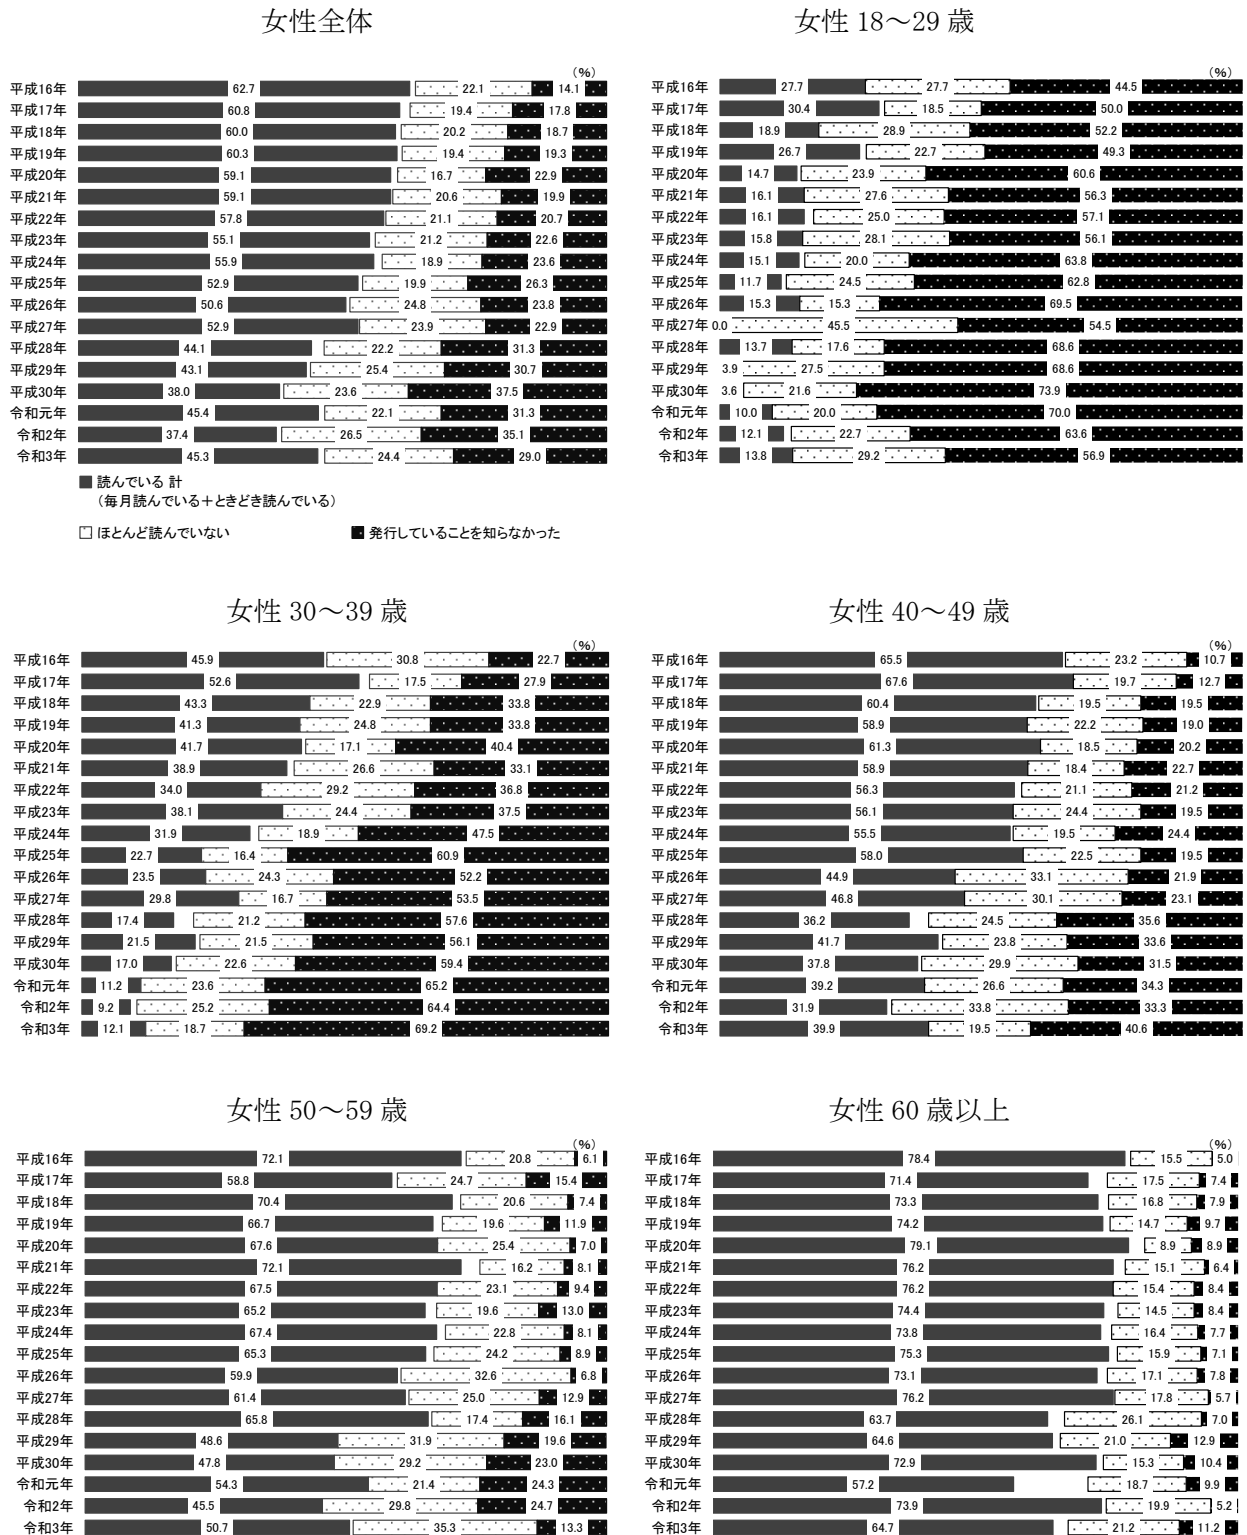 女性全体
(%)
平成16年 62.7 22.1 14.1
平成17年 60.8 19.4 17.8
平成18年 60.0 20.2 18.7
平成19年 60.3 19.4 19.3
平成20年 59.1 16.7 22.9
平成21年 59.1 20.6 19.9
平成22年 57.8 21.1 20.7
平成23年 55.1 21.2 22.6
平成24年 55.9 18.9 23.6
平成25年 52.9 19.9 26.3
平成26年 50.6 24.8 23.8
平成27年 52.9 23.9 22.9
平成28年 44.1 22.2 31.3
平成29年 43.1 25.4 30.7
平成30年 38.0 23.6 37.5
令和元年 45.4 22.1 31.3
令和2年 37.4 26.5 35.1
令和3年 45.3 24.4 29.0
読んでいる 計
(毎月読んでいる+ときどき読んでいる)
ほとんど読んでいない 発行していることを知らなかった
女性 18～29 歳
(%)
平成16年 27.7 27.7 44.5
平成17年 30.4 18.5 50.0
平成18年 18.9 28.9 52.2
平成19年 26.7 22.7 49.3
平成20年 14.7 23.9 60.6
平成21年 16.1 27.6 56.3
平成22年 16.1 25.0 57.1
平成23年 15.8 28.1 56.1
平成24年 15.1 20.0 63.8
平成25年 11.7 24.5 62.8
平成26年 15.3 15.3 69.5
平成27年 0.0 45.5 54.5
平成28年 13.7 17.6 68.6
平成29年 3.9 27.5 68.6
平成30年 3.6 21.6 73.9
令和元年 10.0 20.0 70.0
令和2年 12.1 22.7 63.6
令和3年 13.8 29.2 56.9
女性 30～39 歳
(%)
平成16年 45.9 30.8 22.7
平成17年 52.6 17.5 27.9
平成18年 43.3 22.9 33.8
平成19年 41.3 24.8 33.8
平成20年 41.7 17.1 40.4
平成21年 38.9 26.6 33.1
平成22年 34.0 29.2 36.8
平成23年 38.1 24.4 37.5
平成24年 31.9 18.9 47.5
平成25年 22.7 16.4 60.9
平成26年 23.5 24.3 52.2
平成27年 29.8 16.7 53.5
平成28年 17.4 21.2 57.6
平成29年 21.5 21.5 56.1
平成30年 17.0 22.6 59.4
令和元年 11.2 23.6 65.2
令和2年 9.2 25.2 64.4
令和3年 12.1 18.7 69.2
女性 40～49 歳
(%)
平成16年 65.5 23.2 10.7
平成17年 67.6 19.7 12.7
平成18年 60.4 19.5 19.5
平成19年 58.9 22.2 19.0
平成20年 61.3 18.5 20.2
平成21年 58.9 18.4 22.7
平成22年 56.3 21.1 21.2
平成23年 56.1 24.4 19.5
平成24年 55.5 19.5 24.4
平成25年 58.0 22.5 19.5
平成26年 44.9 33.1 21.9
平成27年 46.8 30.1 23.1
平成28年 36.2 24.5 35.6
平成29年 41.7 23.8 33.6
平成30年 37.8 29.9 31.5
令和元年 39.2 26.6 34.3
令和2年 31.9 33.8 33.3
令和3年 39.9 19.5 40.6
女性 50～59 歳
(%)
平成16年 72.1 20.8 6.1
平成17年 58.8 24.7 15.4
平成18年 70.4 20.6 7.4
平成19年 66.7 19.6 11.9
平成20年 67.6 25.4 7.0
平成21年 72.1 16.2 8.1
平成22年 67.5 23.1 9.4
平成23年 65.2 19.6 13.0
平成24年 67.4 22.8 8.1
平成25年 65.3 24.2 8.9
平成26年 59.9 32.6 6.8
平成27年 61.4 25.0 12.9
平成28年 65.8 17.4 16.1
平成29年 48.6 31.9 19.6
平成30年 47.8 29.2 23.0
令和元年 54.3 21.4 24.3
令和2年 45.5 29.8 24.7
令和3年 50.7 35.3 13.3
女性 60 歳以上
(%)
平成16年 78.4 15.5 5.0
平成17年 71.4 17.5 7.4
平成18年 73.3 16.8 7.9
平成19年 74.2 14.7 9.7
平成20年 79.1 8.9 8.9
平成21年 76.2 15.1 6.4
平成22年 76.2 15.4 8.4
平成23年 74.4 14.5 8.4
平成24年 73.8 16.4 7.7
平成25年 75.3 15.9 7.1
平成26年 73.1 17.1 7.8
平成27年 76.2 17.8 5.7
平成28年 63.7 26.1 7.0
平成29年 64.6 21.0 12.9
平成30年 72.9 15.3 10.4
令和元年 57.2 18.7 9.9
令和2年 73.9 19.9 5.2
令和3年 64.7 21.2 11.2